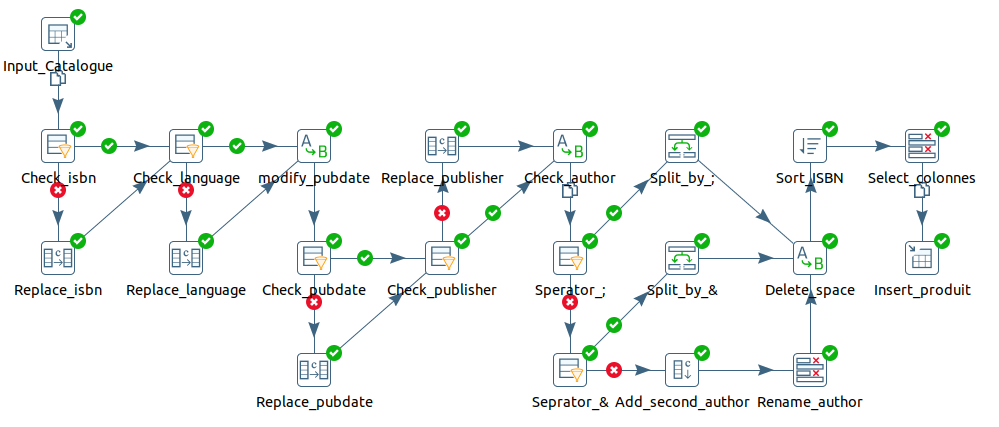 Input_Catalogue
Check_isbn
Check_language
modify_pubdate
Replace_publisher
Check_author
Split_by_;
Sort_ISBN
Select_colonnes
Replace_isbn
Replace_language
Check_pubdate
Check_publisher
Sperator_;
Split_by_&
Delete_space
Insert_produit
Replace_pubdate
Seprator_&
Add_second_author
Rename_author